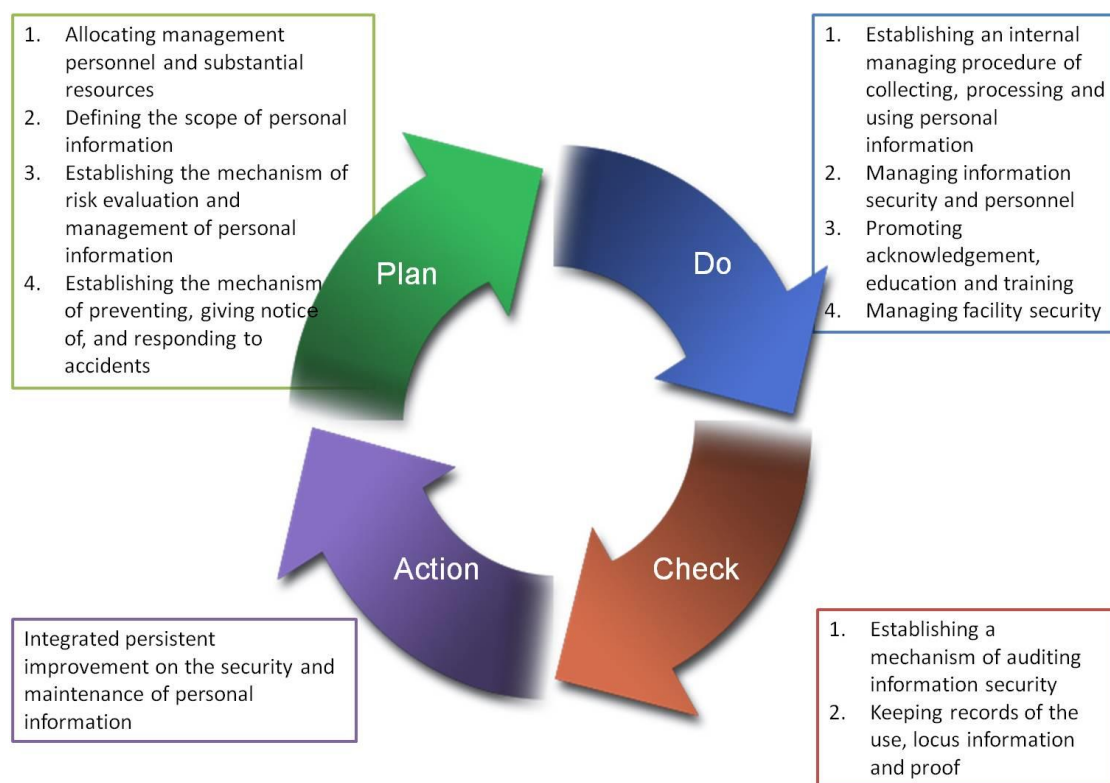 1. Allocating management
personnel and substantial
resources
2. Defining the scope of personal
information
3. Establishing the mechanism of
risk evaluation and
management of personal
information
4. Establishing the mechanism
of preventing, giving notice
of, and responding to
accidents
1. Establishing an internal
managing procedure of
collecting, processing and
using personal
information
2. Managing information
security and personnel
3. Promoting
acknowledgement,
education and training
4. Managing facility security
Plan
Do
Action
Check
Integrated persistent
improvement on the security and
maintenance of personal
information
1. Establishing a
mechanism of auditing
information security
2. Keeping records of the
use, locus information
and proof